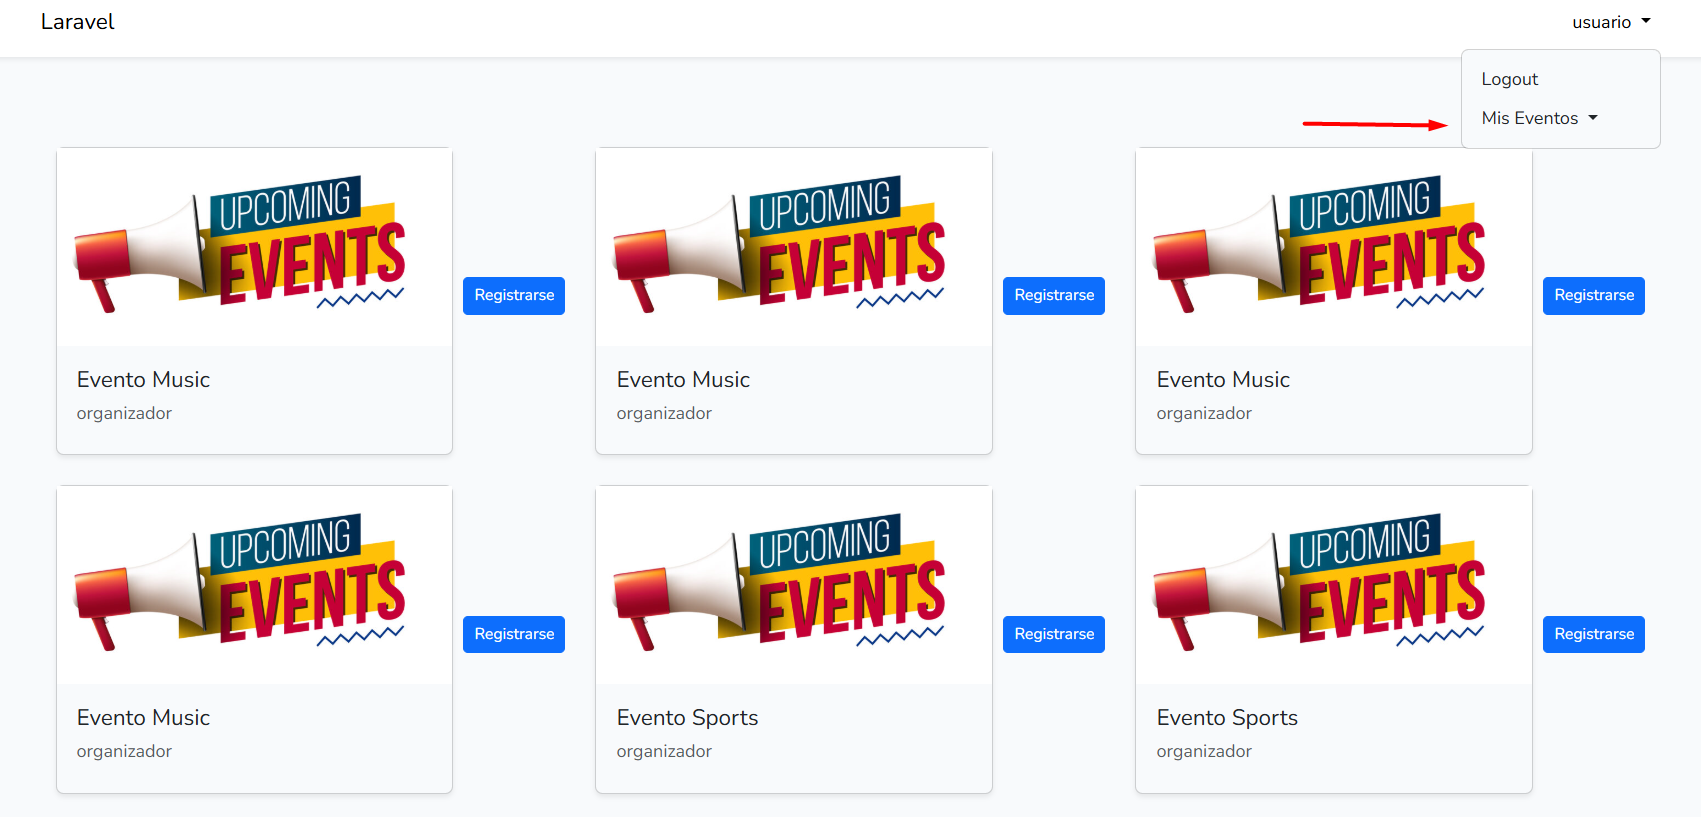 Laravel
usuario
Logout
Mis Eventos
UPCOMING
EVENTS
Registrarse
UPCOMING
EVENTS
Registrarse
UPCOMING
EVENTS
Registrarse
Evento Music
organizador
Evento Music
organizador
Evento Music
organizador
UPCOMING
EVENTS
Registrarse
UPCOMING
EVENTS
Registrarse
UPCOMING
EVENTS
Registrarse
Evento Music
organizador
Evento Sports
organizador
Evento Sports
organizador